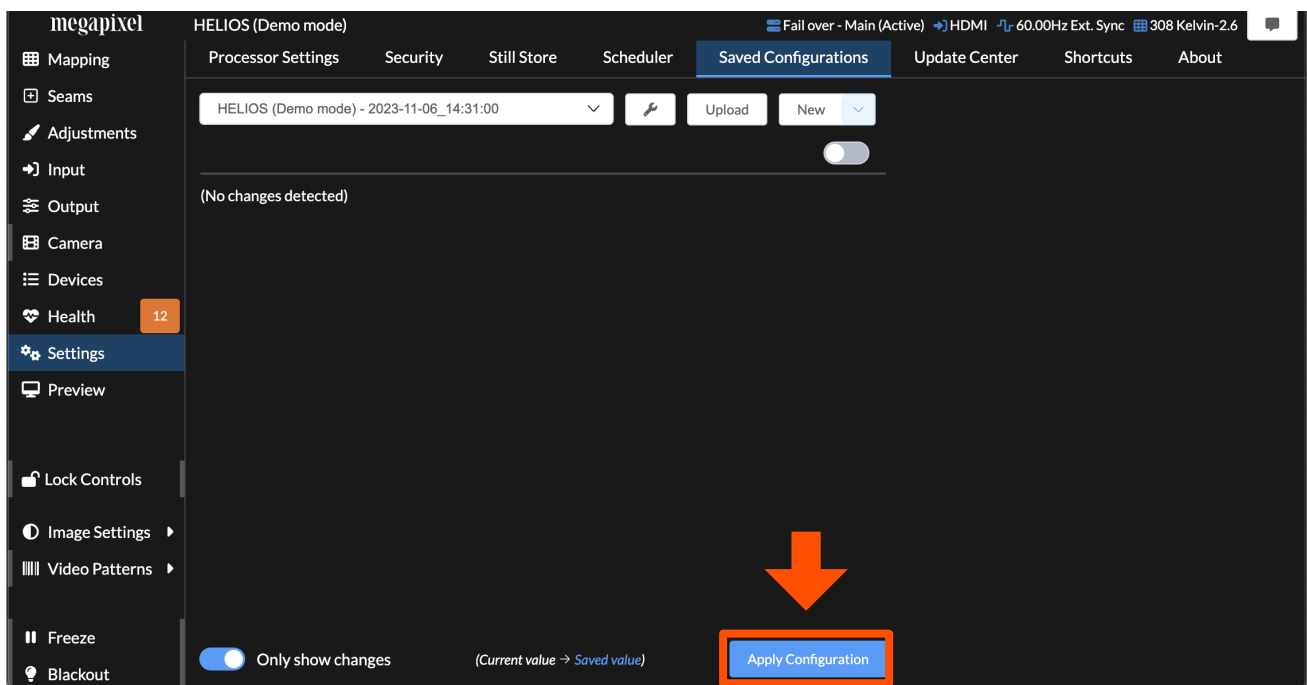 megapixel
HELIOS (Demo mode)
Fail over - Main (Active) HDMI 60.00Hz Ext. Sync 308 Kelvin-2.6
Processor Settings Security Still Store Scheduler Saved Configurations Update Center Shortcuts About
Mapping
Seams
Adjustments
Input
Output
Camera
Devices
Health 12
Settings
Preview
Lock Controls
Image Settings
Video Patterns
Freeze
Blackout
HELIOS (Demo mode) - 2023-11-06_14:31:00
Upload
New
(No changes detected)
Only show changes
(Current value → Saved value)
Apply Configuration